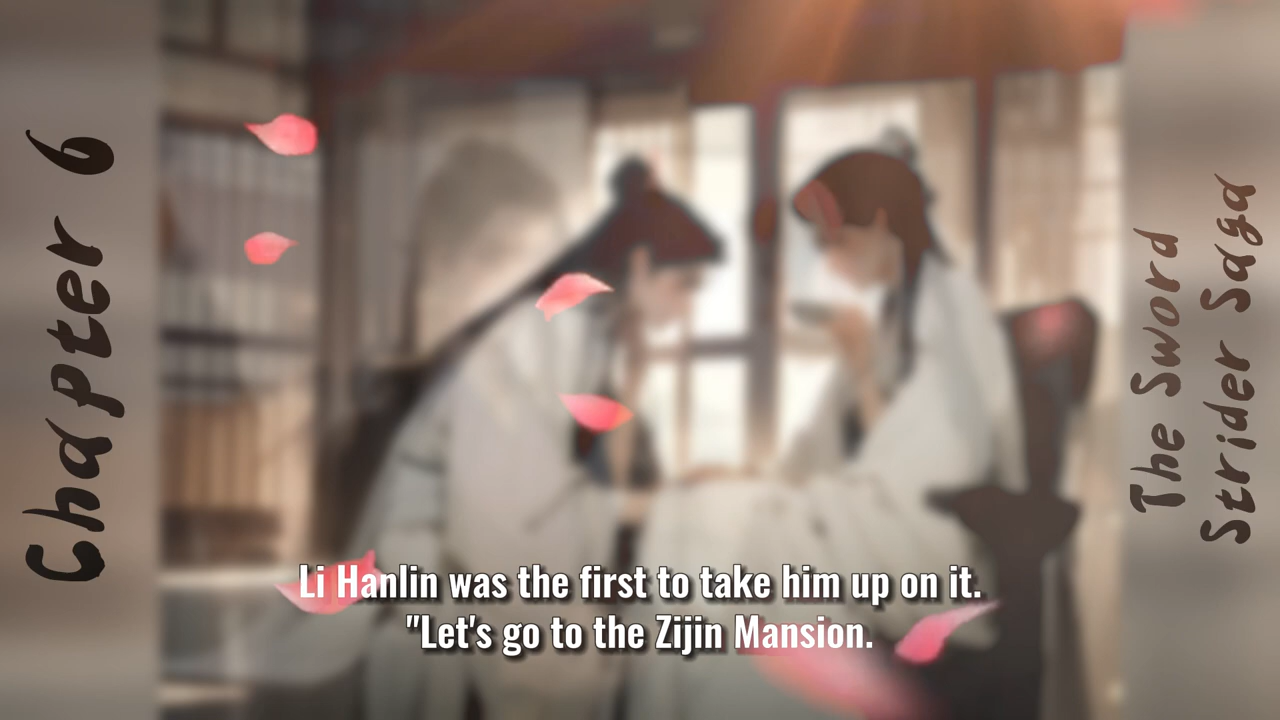 Chapter 6
The Sword
Strider Saga
Li Hanlin was the first to take him up on it.
"Let's go to the Zijin Mansion.